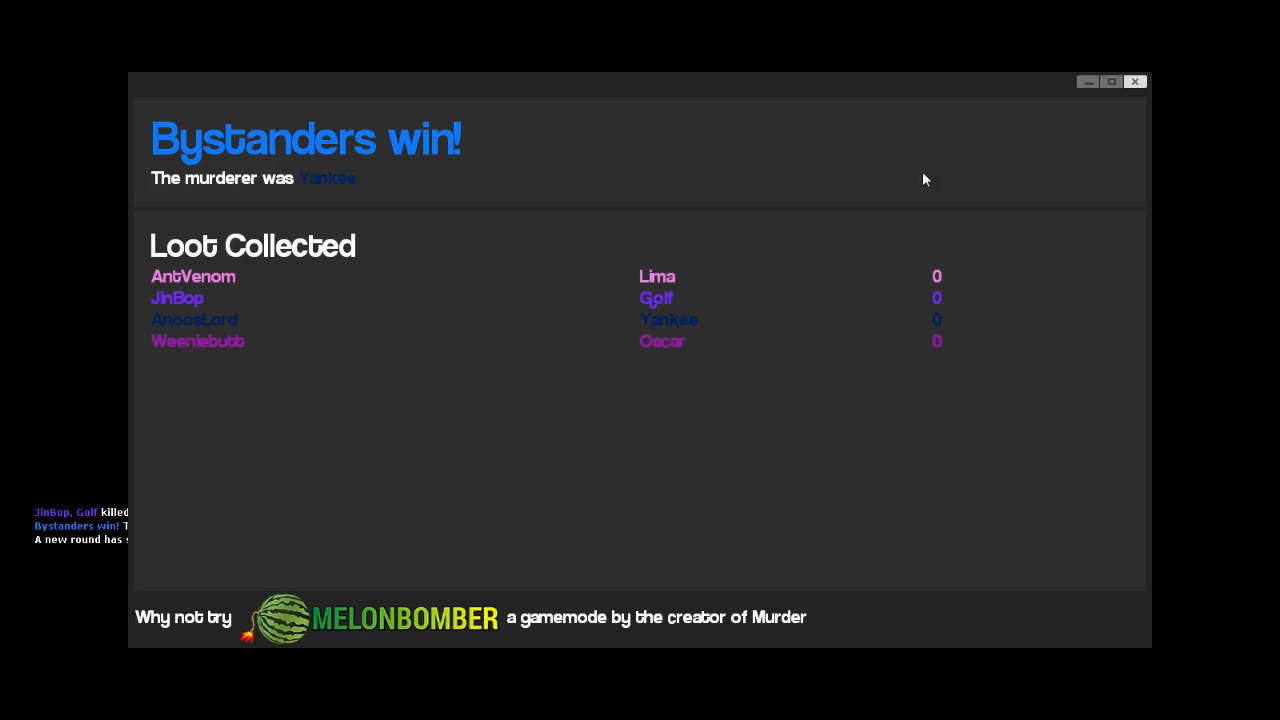 Bystanders win!
The murderer was Yankee
Loot Collected
AntVenom Lima 0
JinBop Golf 0
AnoosLord Yankee 0
Weeniebutt Oscar 0
JinBop, Golf killed
Bystanders win! T
A new round has s
Why not try MELONBOMBER a gamemode by the creator of Murder